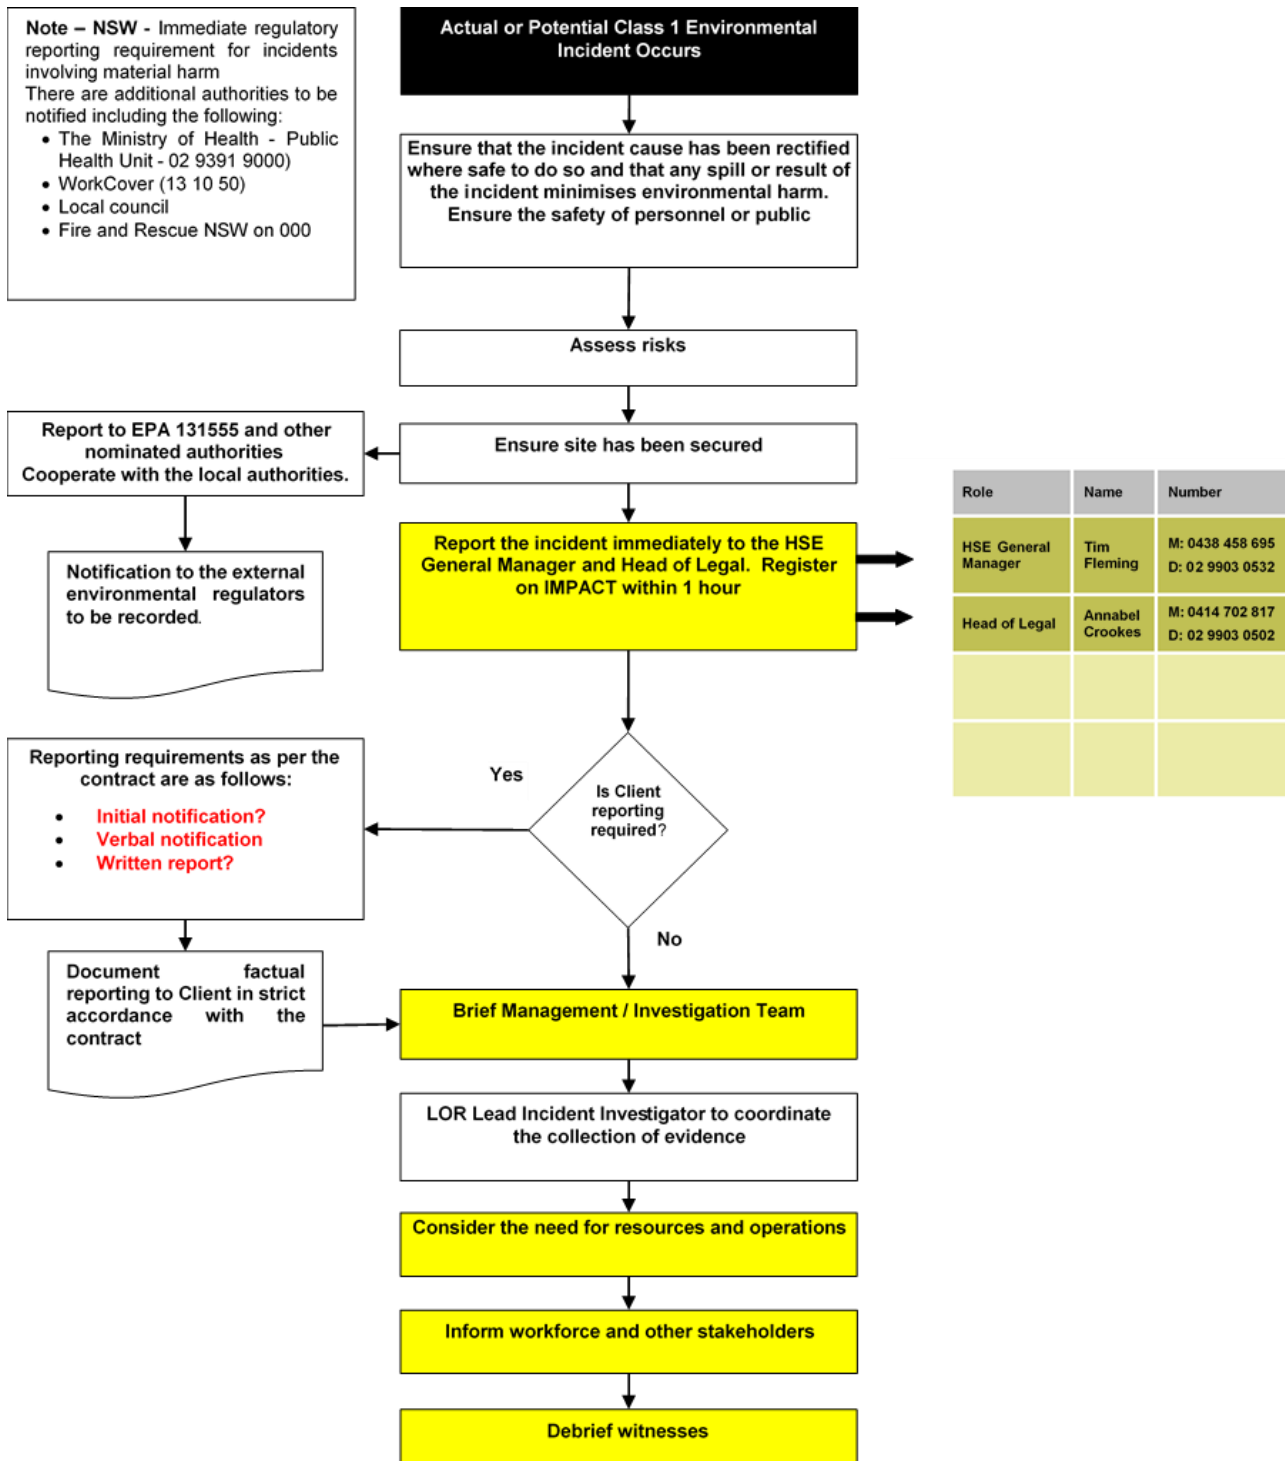 Note – NSW - Immediate regulatory
reporting requirement for incidents
involving material harm
There are additional authorities to be
notified including the following:
• The Ministry of Health - Public
Health Unit - 02 9391 9000)
• WorkCover (13 10 50)
• Local council
• Fire and Rescue NSW on 000
Actual or Potential Class 1 Environmental
Incident Occurs
Ensure that the incident cause has been rectified
where safe to do so and that any spill or result of
the incident minimises environmental harm.
Ensure the safety of personnel or public
Assess risks
Ensure site has been secured
Report to EPA 131555 and other
nominated authorities
Cooperate with the local authorities.
Notification to the external
environmental regulators
to be recorded.
Report the incident immediately to the HSE
General Manager and Head of Legal. Register
on IMPACT within 1 hour
Role Name Number
HSE General
Manager
Tim
Fleming
M: 0438 458 695
D: 02 9903 0532
Head of Legal
Annabel
Crookes
M: 0414 702 817
D: 02 9903 0502
Is Client
reporting
required?
Yes
No
Reporting requirements as per the
contract are as follows:
• Initial notification?
• Verbal notification
• Written report?
Document factual
reporting to Client in strict
accordance with the
contract
Brief Management / Investigation Team
LOR Lead Incident Investigator to coordinate
the collection of evidence
Consider the need for resources and operations
Inform workforce and other stakeholders
Debrief witnesses